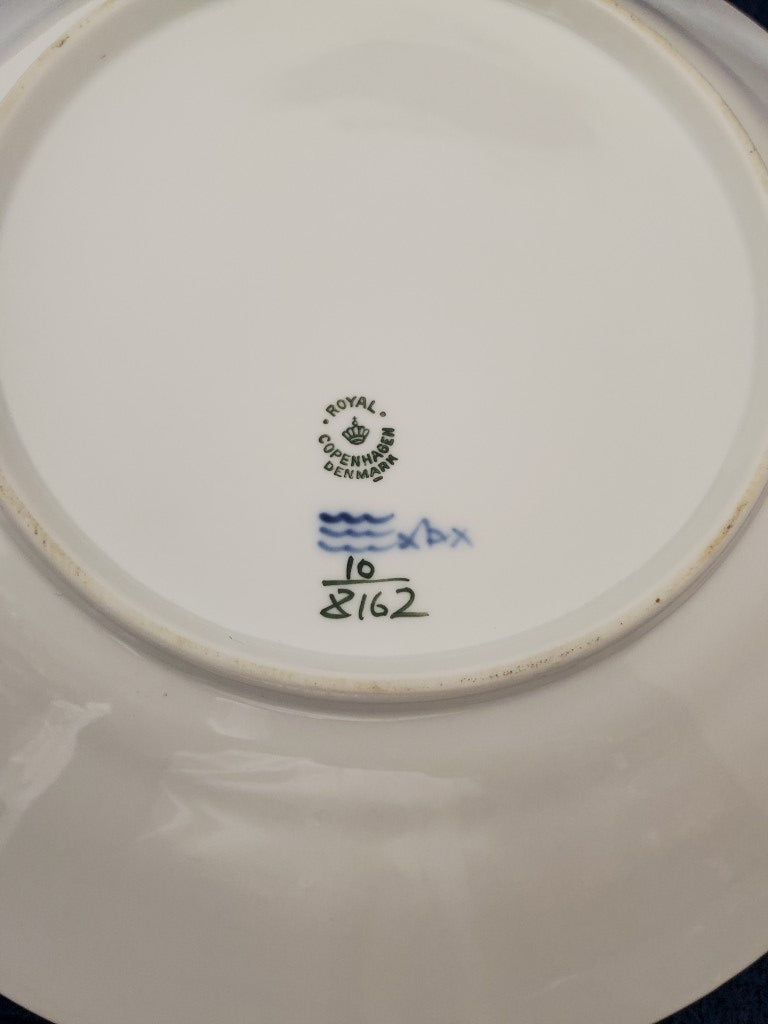 · ROYAL ·
COPENHAGEN
DENMARK
10
8162